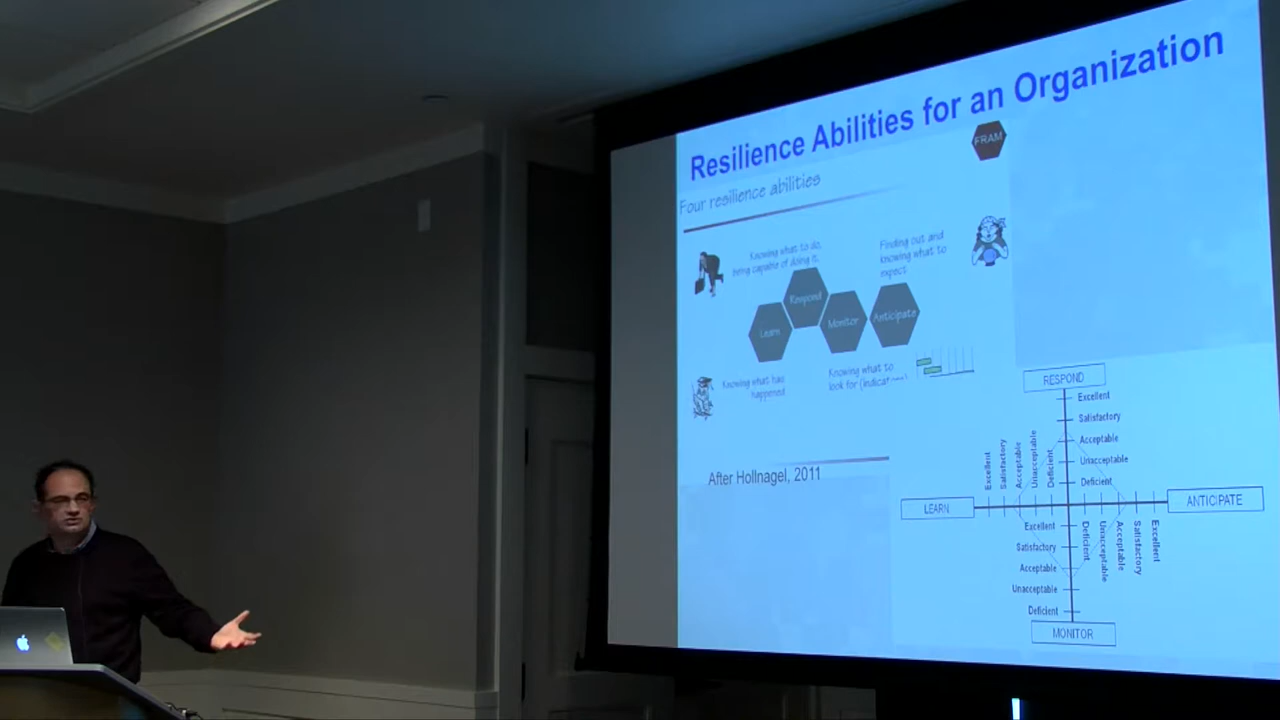 Resilience Abilities for an Organization
FRAM
Four resilience abilities
Knowing what to do,
being capable of doing it.
Finding out and
knowing what to
expect
Respond
Learn
Monitor
Anticipate
Knowing what has
happened
Knowing what to
look for (indicat
After Hollnagel, 2011
RESPOND
Excellent
Satisfactory
Acceptable
Unacceptable
Deficient
Excellent
Satisfactory
Acceptable
Unacceptable
Deficient
LEARN
ANTICIPATE
Deficient
Unacceptable
Acceptable
Satisfactory
Excellent
Excellent
Satisfactory
Acceptable
Unacceptable
Deficient
MONITOR